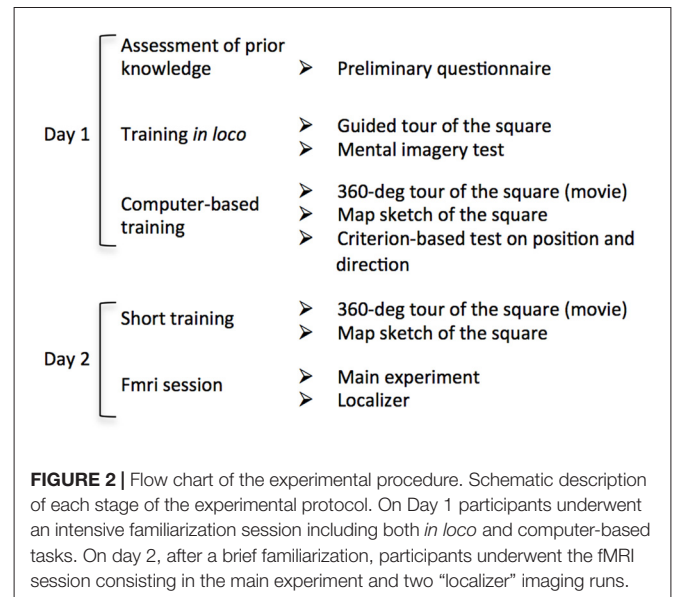 Assessment of prior
knowledge ➢ Preliminary questionnaire
Day 1 Training in loco ➢ Guided tour of the square
➢ Mental imagery test
Computer-based
training
➢ 360-deg tour of the square (movie)
➢ Map sketch of the square
➢ Criterion-based test on position and
direction
Day 2 Short training ➢ 360-deg tour of the square (movie)
➢ Map sketch of the square
Fmri session ➢ Main experiment
➢ Localizer
FIGURE 2 | Flow chart of the experimental procedure. Schematic description
of each stage of the experimental protocol. On Day 1 participants underwent
an intensive familiarization session including both in loco and computer-based
tasks. On day 2, after a brief familiarization, participants underwent the fMRI
session consisting in the main experiment and two “localizer” imaging runs.